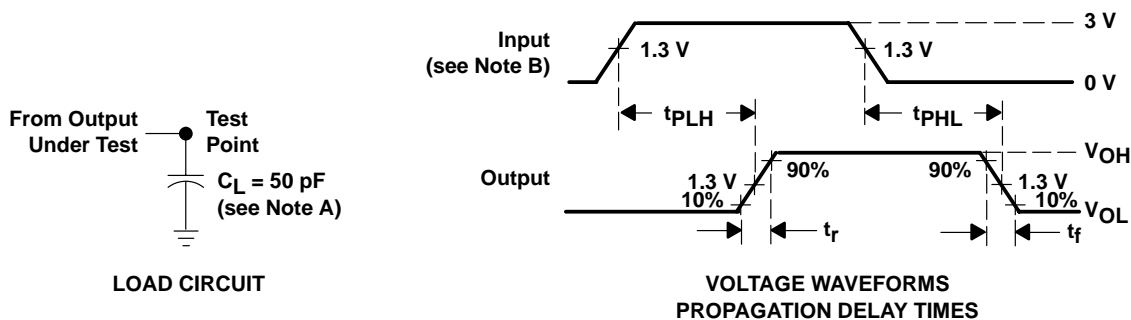 From Output
Under Test
Test
Point
CL = 50 pF
(see Note A)
LOAD CIRCUIT
Input
(see Note B)
1.3 V
1.3 V
3 V
0 V
tPLH
tPHL
Output
1.3 V
10%
90%
90%
1.3 V
10%
VOH
VOL
tr
tf
VOLTAGE WAVEFORMS
PROPAGATION DELAY TIMES